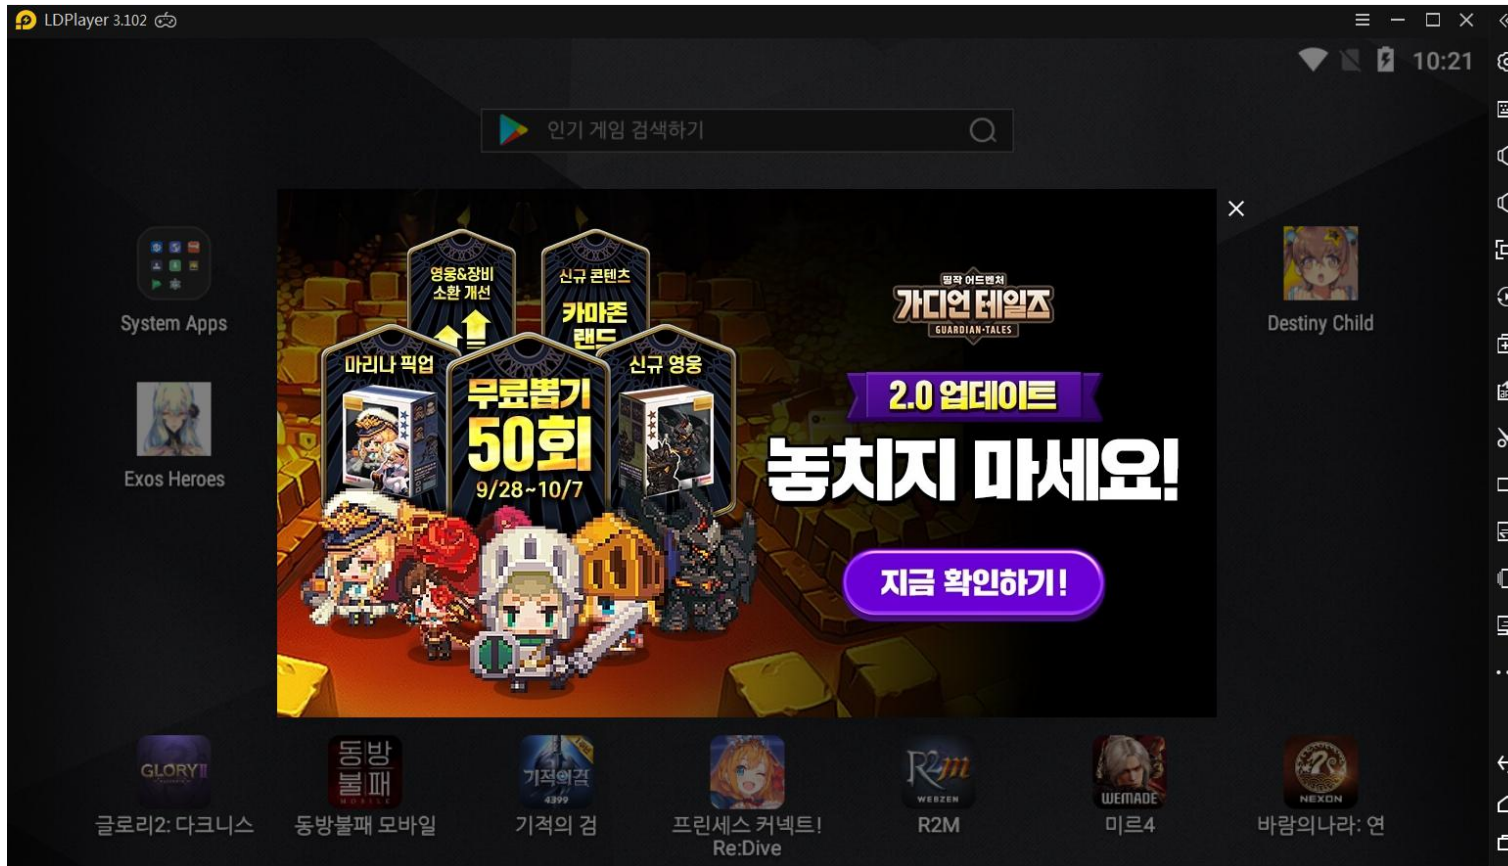 LDPlayer 3.102
10:21
인기 게임 검색하기
System Apps
Exos Heroes
Destiny Child
영웅&장비
소환 개선
신규 콘텐츠
카마존
랜드
마리나 픽업
무료뽑기
50회
9/28~10/7
신규 영웅
띵작 어드벤처
가디언 테일즈
GUARDIAN·TALES
2.0 업데이트
놓치지 마세요!
지금 확인하기!
GLORY II
동방
불패
MOBILE
기적의검
4399
R2M
WEBZEN
WEMADE
NEXON
글로리2: 다크니스
동방불패 모바일
기적의 검
프린세스 커넥트!
Re:Dive
R2M
미르4
바람의나라: 연